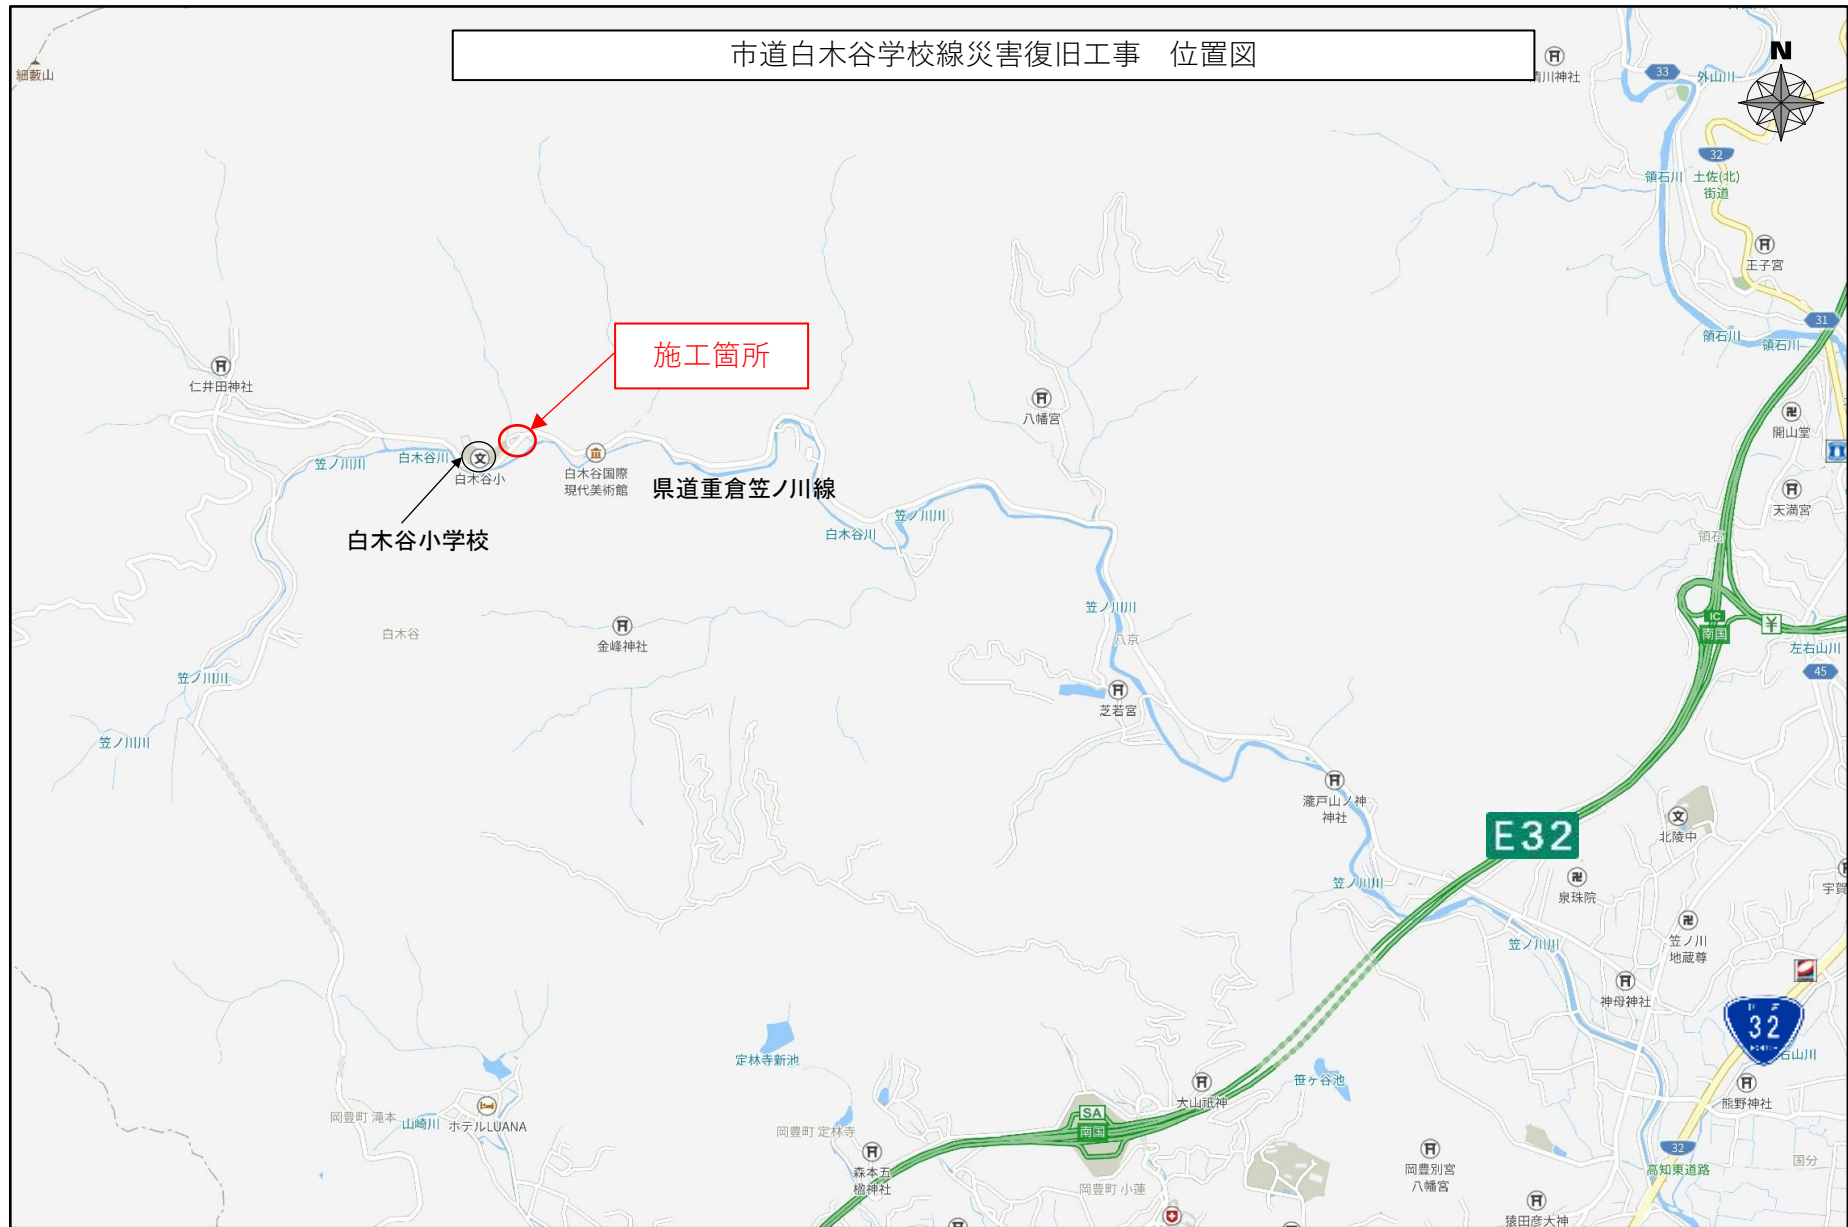 市道白木谷学校線災害復旧工事　位置図
N
細藪山
清川神社
33
外山川
32
領石川
土佐(北)
街道
王子宮
31
領石川
領石川
施工箇所
仁井田神社
八幡宮
開山堂
笠ノ川川
白木谷川
白木谷小
白木谷国際
現代美術館
県道重倉笠ノ川線
天満宮
白木谷小学校
白木谷川
笠ノ川川
領石
笠ノ川川
IC
南国
¥
白木谷
金峰神社
八京
左右山川
45
笠ノ川川
芝若宮
笠ノ川川
瀧戸山ノ神
神社
E32
北陵中
笠ノ川川
泉珠院
宇賀
笠ノ川
地蔵尊
笠ノ川川
神母神社
32
右山川
定林寺新池
笹ヶ谷池
大山祇神
熊野神社
岡豊町 滝本
山崎川
ホテルLUANA
SA
南国
岡豊町 定林寺
森本五
楹神社
岡豊町 小蓮
岡豊別宮
八幡宮
32
高知東道路
国分
猿田彦大神